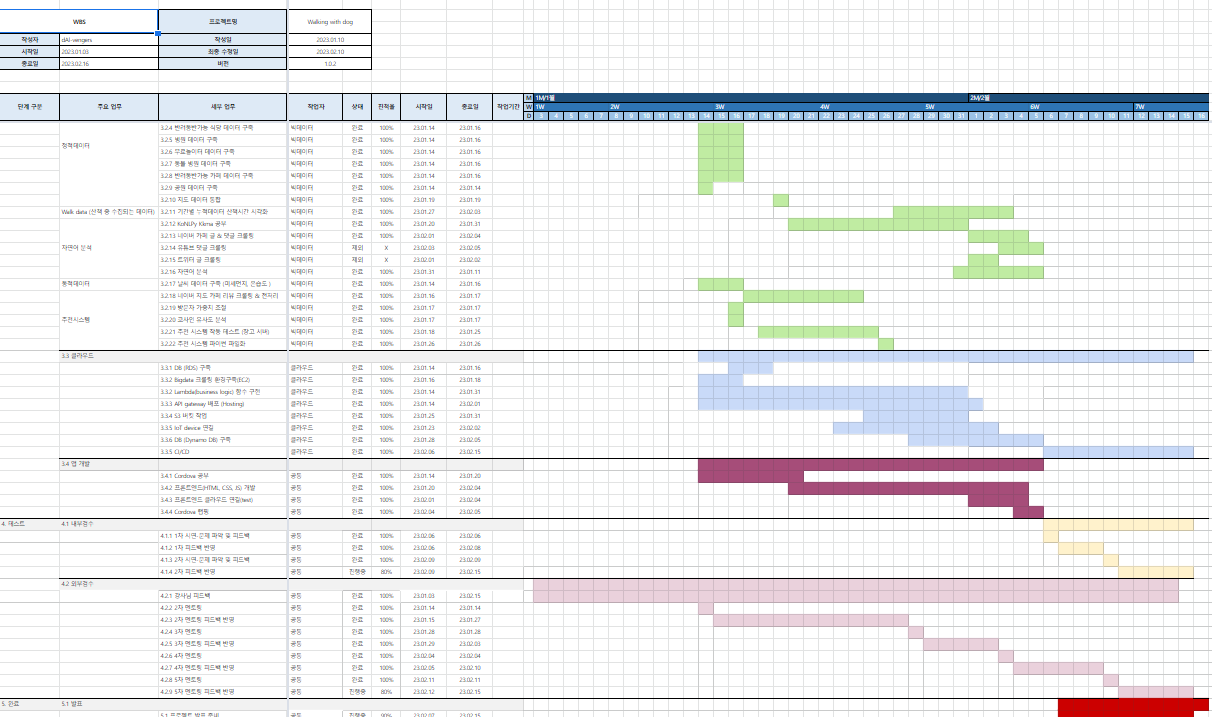 WBS 프로젝트명 Walking with dog
작성자 dAI-vengers 작성일 2023.01.10
시작일 2023.01.03 최종 수정일 2023.02.10
종료일 2023.02.16 버전 1.0.2
단계 구분 주요 업무 세부 업무 작업자 상태 진척율 시작일 종료일 작업기간
M 1M/1월 2M/2월
W 1W 2W 3W 4W 5W 6W 7W
D 3 4 5 6 7 8 9 10 11 12 13 14 15 16 17 18 19 20 21 22 23 24 25 26 27 28 29 30 31 1 2 3 4 5 6 7 8 9 10 11 12 13 14 15 16
3.2.4 반려동반가능 식당 데이터 구축 빅데이터 완료 100% 23.01.14 23.01.16
정적데이터
3.2.5 병원 데이터 구축 빅데이터 완료 100% 23.01.14 23.01.16
3.2.6 무료놀이터 데이터 구축 빅데이터 완료 100% 23.01.14 23.01.16
3.2.7 동물 병원 데이터 구축 빅데이터 완료 100% 23.01.14 23.01.16
3.2.8 반려동반가능 카페 데이터 구축 빅데이터 완료 100% 23.01.14 23.01.16
3.2.9 공원 데이터 구축 빅데이터 완료 100% 23.01.14 23.01.14
3.2.10 지도 데이터 통합 빅데이터 완료 100% 23.01.19 23.01.19
Walk data (산책 중 수집되는 데이터) 3.2.11 기간별 누적데이터 산책시간 시각화 빅데이터 완료 100% 23.01.27 23.02.03
3.2.12 KoNLPy Kkma 공부 빅데이터 완료 100% 23.01.20 23.01.31
3.2.13 네이버 카페 글 & 댓글 크롤링 빅데이터 완료 100% 23.02.01 23.02.04
자연어 분석 3.2.14 유튜브 댓글 크롤링 빅데이터 제외 X 23.02.03 23.02.05
3.2.15 트위터 글 크롤링 빅데이터 제외 X 23.02.01 23.02.02
3.2.16 자연어 분석 빅데이터 완료 100% 23.01.31 23.01.11
동적데이터 3.2.17 날씨 데이터 구축 (미세먼지, 온습도 ) 빅데이터 완료 100% 23.01.14 23.01.16
3.2.18 네이버 지도 카페 리뷰 크롤링 & 전처리 빅데이터 완료 100% 23.01.16 23.01.17
3.2.19 방문자 가중치 조절 빅데이터 완료 100% 23.01.17 23.01.17
추천시스템 3.2.20 코사인 유사도 분석 빅데이터 완료 100% 23.01.17 23.01.17
3.2.21 추천 시스템 작동 테스트 (장고 서버) 빅데이터 완료 100% 23.01.18 23.01.25
3.2.22 추천 시스템 파이썬 파일화 빅데이터 완료 100% 23.01.26 23.01.26
3.3 클라우드
3.3.1 DB (RDS) 구축 클라우드 완료 100% 23.01.14 23.01.16
3.3.2 Bigdata 크롤링 환경구축(EC2) 클라우드 완료 100% 23.01.16 23.01.18
3.3.2 Lambda(business logic) 함수 구현 클라우드 완료 100% 23.01.14 23.01.31
3.3.3 API gateway 배포 (Hosting) 클라우드 완료 100% 23.01.14 23.02.01
3.3.4 S3 버킷 작업 클라우드 완료 100% 23.01.25 23.01.31
3.3.5 IoT device 연결 클라우드 완료 100% 23.01.23 23.02.02
3.3.6 DB (Dynamo DB) 구축 클라우드 완료 100% 23.01.28 23.02.05
3.3.5 CI/CD 클라우드 완료 100% 23.02.06 23.02.15
3.4 앱 개발
3.4.1 Cordova 공부 공동 완료 100% 23.01.14 23.01.20
3.4.2 프론트엔드(HTML, CSS, JS) 개발 공동 완료 100% 23.01.20 23.02.04
3.4.3 프론트엔드 클라우드 연결(test) 공동 완료 100% 23.02.01 23.02.04
3.4.4 Cordova 랩핑 공동 완료 100% 23.02.04 23.02.05
4. 테스트 4.1 내부검수
4.1.1 1차 시연-문제 파악 및 피드백 공동 완료 100% 23.02.06 23.02.06
4.1.2 1차 피드백 반영 공동 완료 100% 23.02.06 23.02.08
4.1.3 2차 시연-문제 파악 및 피드백 공동 완료 100% 23.02.09 23.02.09
4.1.4 2차 피드백 반영 공동 진행중 80% 23.02.09 23.02.15
4.2 외부검수
4.2.1 강사님 피드백 공동 완료 100% 23.01.03 23.02.15
4.2.2 2차 멘토링 공동 완료 100% 23.01.14 23.01.14
4.2.3 2차 멘토링 피드백 반영 공동 완료 100% 23.01.15 23.01.27
4.2.4 3차 멘토링 공동 완료 100% 23.01.28 23.01.28
4.2.5 3차 멘토링 피드백 반영 공동 완료 100% 23.01.29 23.02.03
4.2.6 4차 멘토링 공동 완료 100% 23.02.04 23.02.04
4.2.7 4차 멘토링 피드백 반영 공동 완료 100% 23.02.05 23.02.10
4.2.8 5차 멘토링 공동 완료 100% 23.02.11 23.02.11
4.2.9 5차 멘토링 피드백 반영 공동 진행중 80% 23.02.12 23.02.15
5. 완료 5.1 발표
5.1 프로젝트 발표 준비 공동 진행중 90% 23.02.07 23.02.15